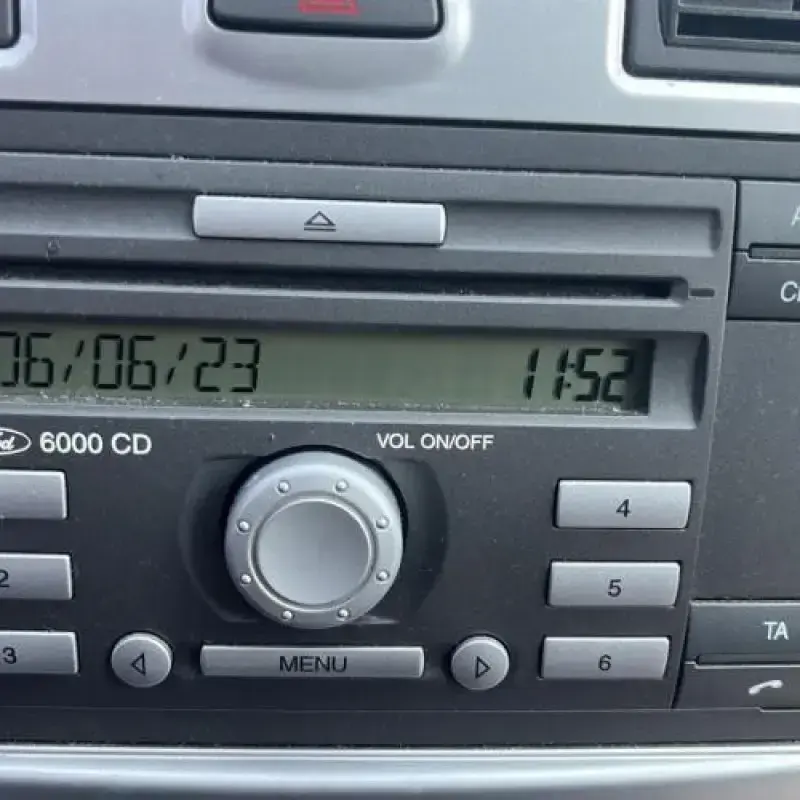 06/06/23 11:52
6000 CD VOL ON/OFF
4
2 5
3 MENU 6
TA